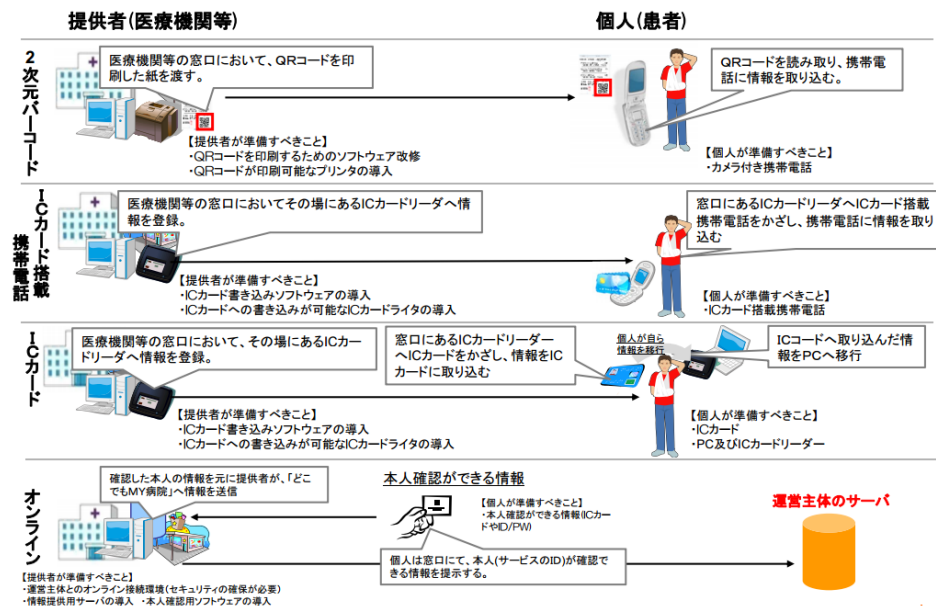 提供者(医療機関等)
個人(患者)
2次元バーコード
医療機関等の窓口において、QRコードを印
刷した紙を渡す。
【提供者が準備すべきこと】
・QRコードを印刷するためのソフトウェア改修
・QRコードが印刷可能なプリンタの導入
QRコードを読み取り、携帯電
話に情報を取り込む。
【個人が準備すべきこと】
・カメラ付き携帯電話
ICカード搭載
携帯電話
医療機関等の窓口においてその場にあるICカードリーダへ情
報を登録。
【提供者が準備すべきこと】
・ICカード書き込みソフトウェアの導入
・ICカードへの書き込みが可能なICカードライタの導入
窓口にあるICカードリーダへICカード搭載
携帯電話をかざし、携帯電話に情報を取り
込む
【個人が準備すべきこと】
・ICカード搭載携帯電話
ICカード
医療機関等の窓口において、その場にあるICカー
ドリーダへ情報を登録。
【提供者が準備すべきこと】
・ICカード書き込みソフトウェアの導入
・ICカードへの書き込みが可能なICカードライタの導入
窓口にあるICカードリーダー
へICカードをかざし、情報をIC
カードに取り込む
個人が自ら
情報を移行
ICコードへ取り込んだ情
報をPCへ移行
【個人が準備すべきこと】
・ICカード
・PC及びICカードリーダー
オンライン
確認した本人の情報を元に提供者が、「どこ
でもMY病院」へ情報を送信
【提供者が準備すべきこと】
・運営主体とのオンライン接続環境(セキュリティの確保が必要)
・情報提供用サーバの導入 ・本人確認用ソフトウェアの導入
本人確認ができる情報
【個人が準備すべきこと】
・本人確認ができる情報(ICカー
ドやID/PW)
個人は窓口にて、本人(サービスのID)が確認で
きる情報を提示する。
運営主体のサーバ